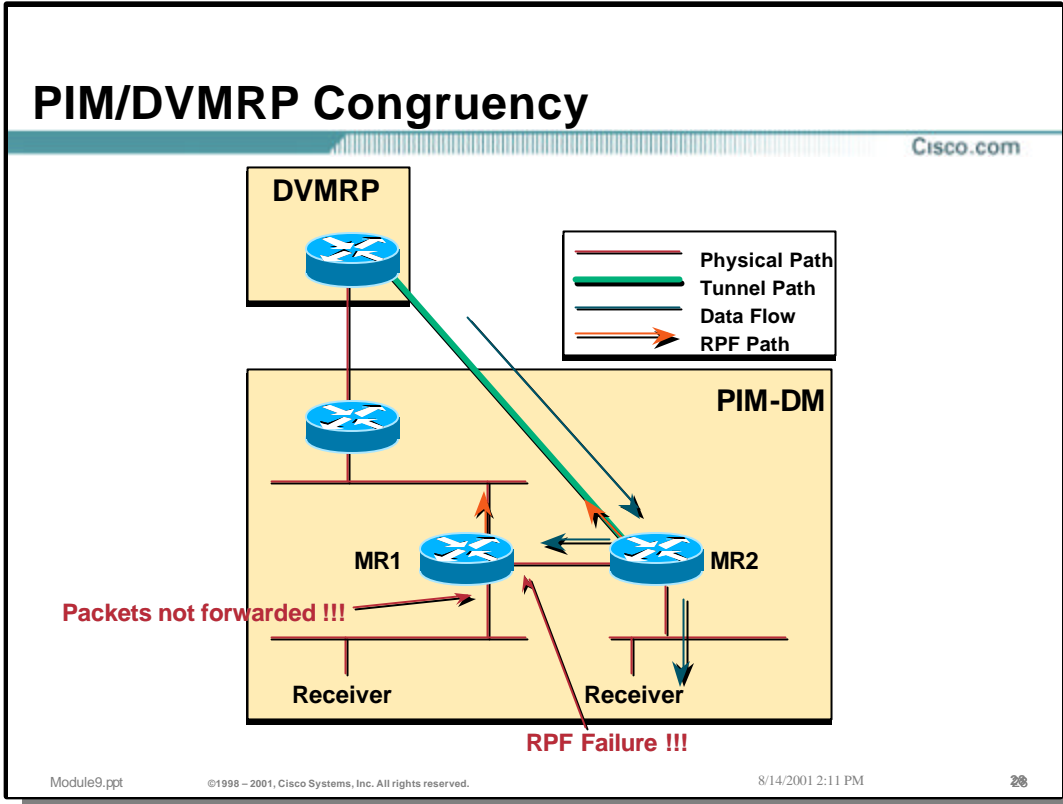 PIM/DVMRP Congruency
Cisco.com
DVMRP
Physical Path
Tunnel Path
Data Flow
RPF Path
PIM-DM
MR1
MR2
Packets not forwarded !!!
Receiver
Receiver
RPF Failure !!!
Module9.ppt
©1998 – 2001, Cisco Systems, Inc. All rights reserved.
8/14/2001 2:11 PM